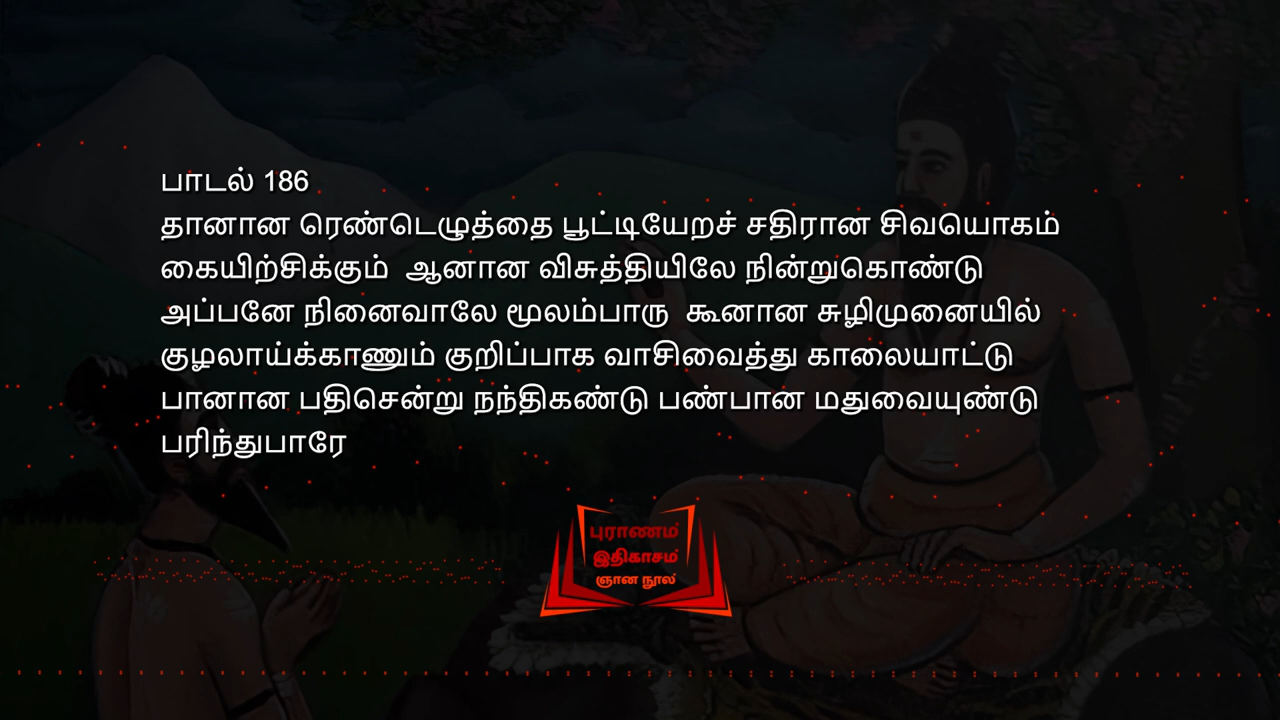 பாடல் 186
தானான ரெண்டெழுத்தை பூட்டியேறச் சதிரான சிவயொகம்
கையிற்சிக்கும்  ஆனான விசுத்தியிலே நின்றுகொண்டு
அப்பனே நினைவாலே மூலம்பாரு  கூனான சுழிமுனையில்
குழலாய்க்காணும் குறிப்பாக வாசிவைத்து காலையாட்டு
பானான பதிசென்று நந்திகண்டு பண்பான மதுவையுண்டு
பரிந்துபாரே
புராணம்
இதிகாசம்
ஞான நூல்